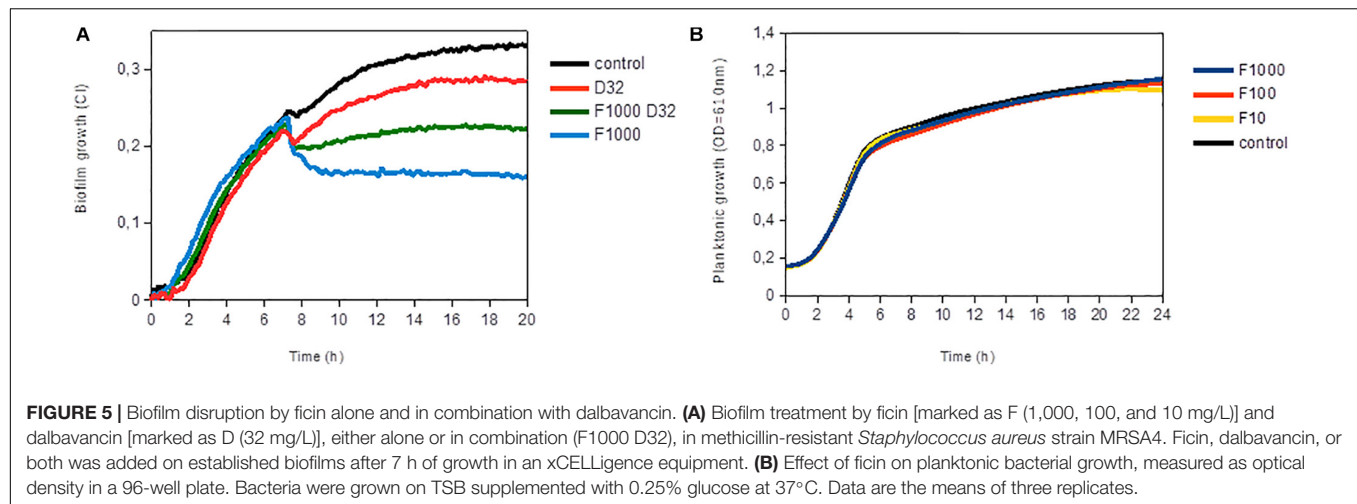 A
Biofilm growth (CI)
0,3
0,2
0,1
0
0 2 4 6 8 10 12 14 16 18 20
Time (h)
control
D32
F1000 D32
F1000
B
Planktonic growth (OD=610nm)
1,4
1,2
1
0,8
0,6
0,4
0,2
0
0 2 4 6 8 10 12 14 16 18 20 22 24
Time (h)
F1000
F100
F10
control
FIGURE 5 | Biofilm disruption by ficin alone and in combination with dalbavancin. (A) Biofilm treatment by ficin [marked as F (1,000, 100, and 10 mg/L)] and
dalbavancin [marked as D (32 mg/L)], either alone or in combination (F1000 D32), in methicillin-resistant Staphylococcus aureus strain MRSA4. Ficin, dalbavancin, or
both was added on established biofilms after 7 h of growth in an xCELLigence equipment. (B) Effect of ficin on planktonic bacterial growth, measured as optical
density in a 96-well plate. Bacteria were grown on TSB supplemented with 0.25% glucose at 37°C. Data are the means of three replicates.